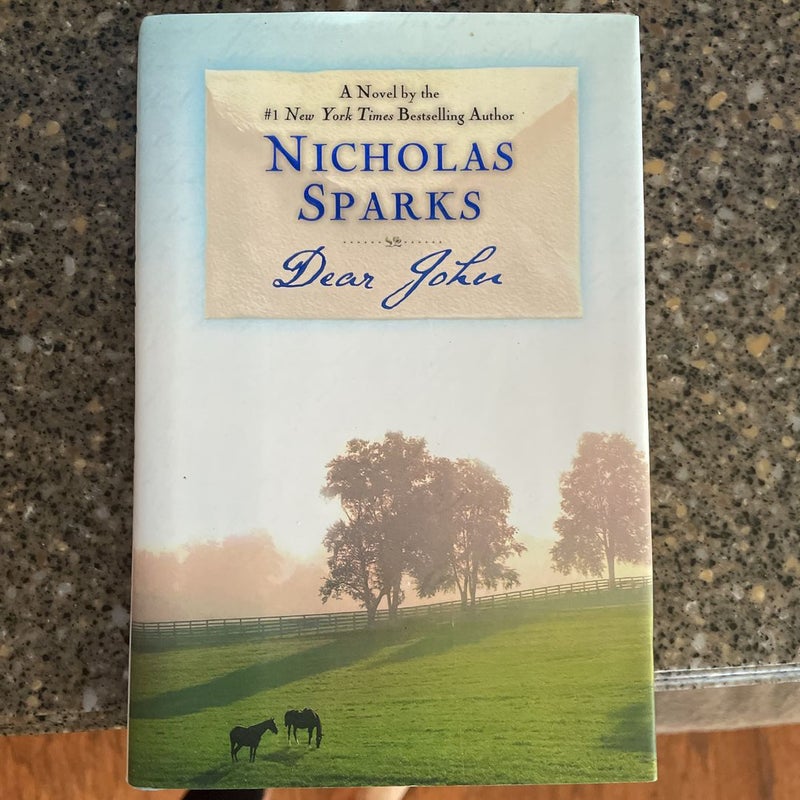 A Novel by the
#1 New York Times Bestselling Author
NICHOLAS
SPARKS
Dear John